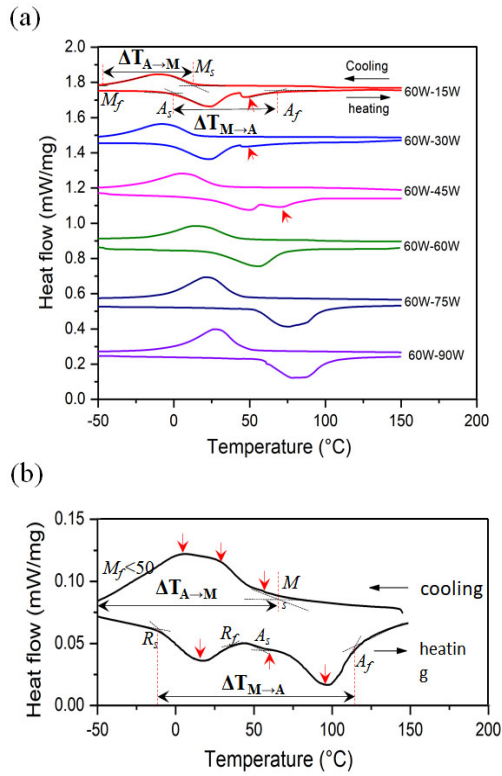 (a)
2.0
1.8
1.6
1.4
1.2
1.0
0.8
0.6
0.4
0.2
0.0
Heat flow (mW/mg)
ΔT A→M
Ms
Mf
As
Af
ΔT M→A
Cooling
heating
60W-15W
60W-30W
60W-45W
60W-60W
60W-75W
60W-90W
-50 0 50 100 150 200
Temperature (°C)
(b)
0.15
0.10
0.05
0.00
Heat flow (mW/mg)
Mf<50
ΔT A→M
M
s
cooling
Rs
Rf
As
Af
heatin
g
ΔT M→A
-50 0 50 100 150 200
Temperature (°C)